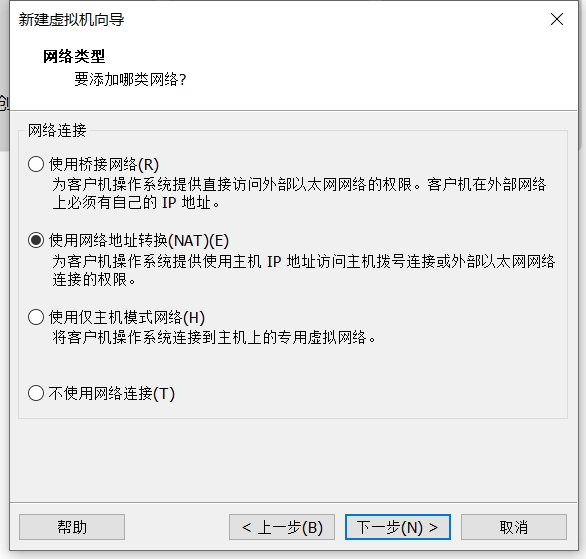 新建虚拟机向导
网络类型
要添加哪类网络?
创
网络连接
使用桥接网络(R)
为客户机操作系统提供直接访问外部以太网网络的权限。客户机在外部网络
上必须有自己的 IP 地址。
使用网络地址转换(NAT)(E)
为客户机操作系统提供使用主机 IP 地址访问主机拨号连接或外部以太网网络
连接的权限。
使用仅主机模式网络(H)
将客户机操作系统连接到主机上的专用虚拟网络。
不使用网络连接(T)
帮助
< 上一步(B)
下一步(N) >
取消